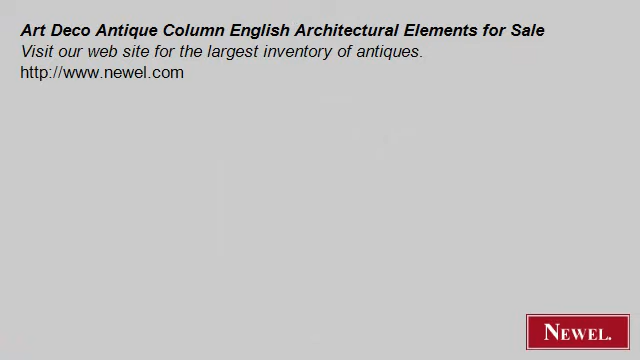 Art Deco Antique Column English Architectural Elements for Sale
Visit our web site for the largest inventory of antiques.
http://www.newel.com
NEWEL.